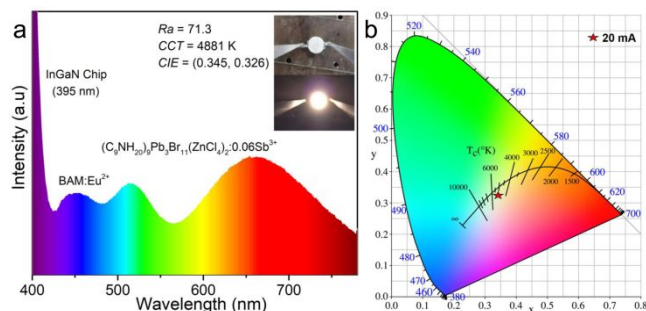 a
Ra = 71.3
CCT = 4881 K
CIE = (0.345, 0.326)
InGaN Chip
(395 nm)
(C₉NH₂₀)₉Pb₃Br₁₁(ZnCl₄)₂:0.06Sb³⁺
BAM:Eu²⁺
Intensity (a.u)
400 500 600 700
Wavelength (nm)
b
★ 20 mA
0.9
0.8
0.7
0.6
0.5
0.4
0.3
0.2
0.1
0.0
y
520
540
560
500
580
T_C(°K)
600
620
700
490
480
470
460
380
∞ 10000 6000 4000 3000 2500 2000 1500
0.0 0.1 0.2 0.3 0.4 0.5 0.6 0.7 0.8
x